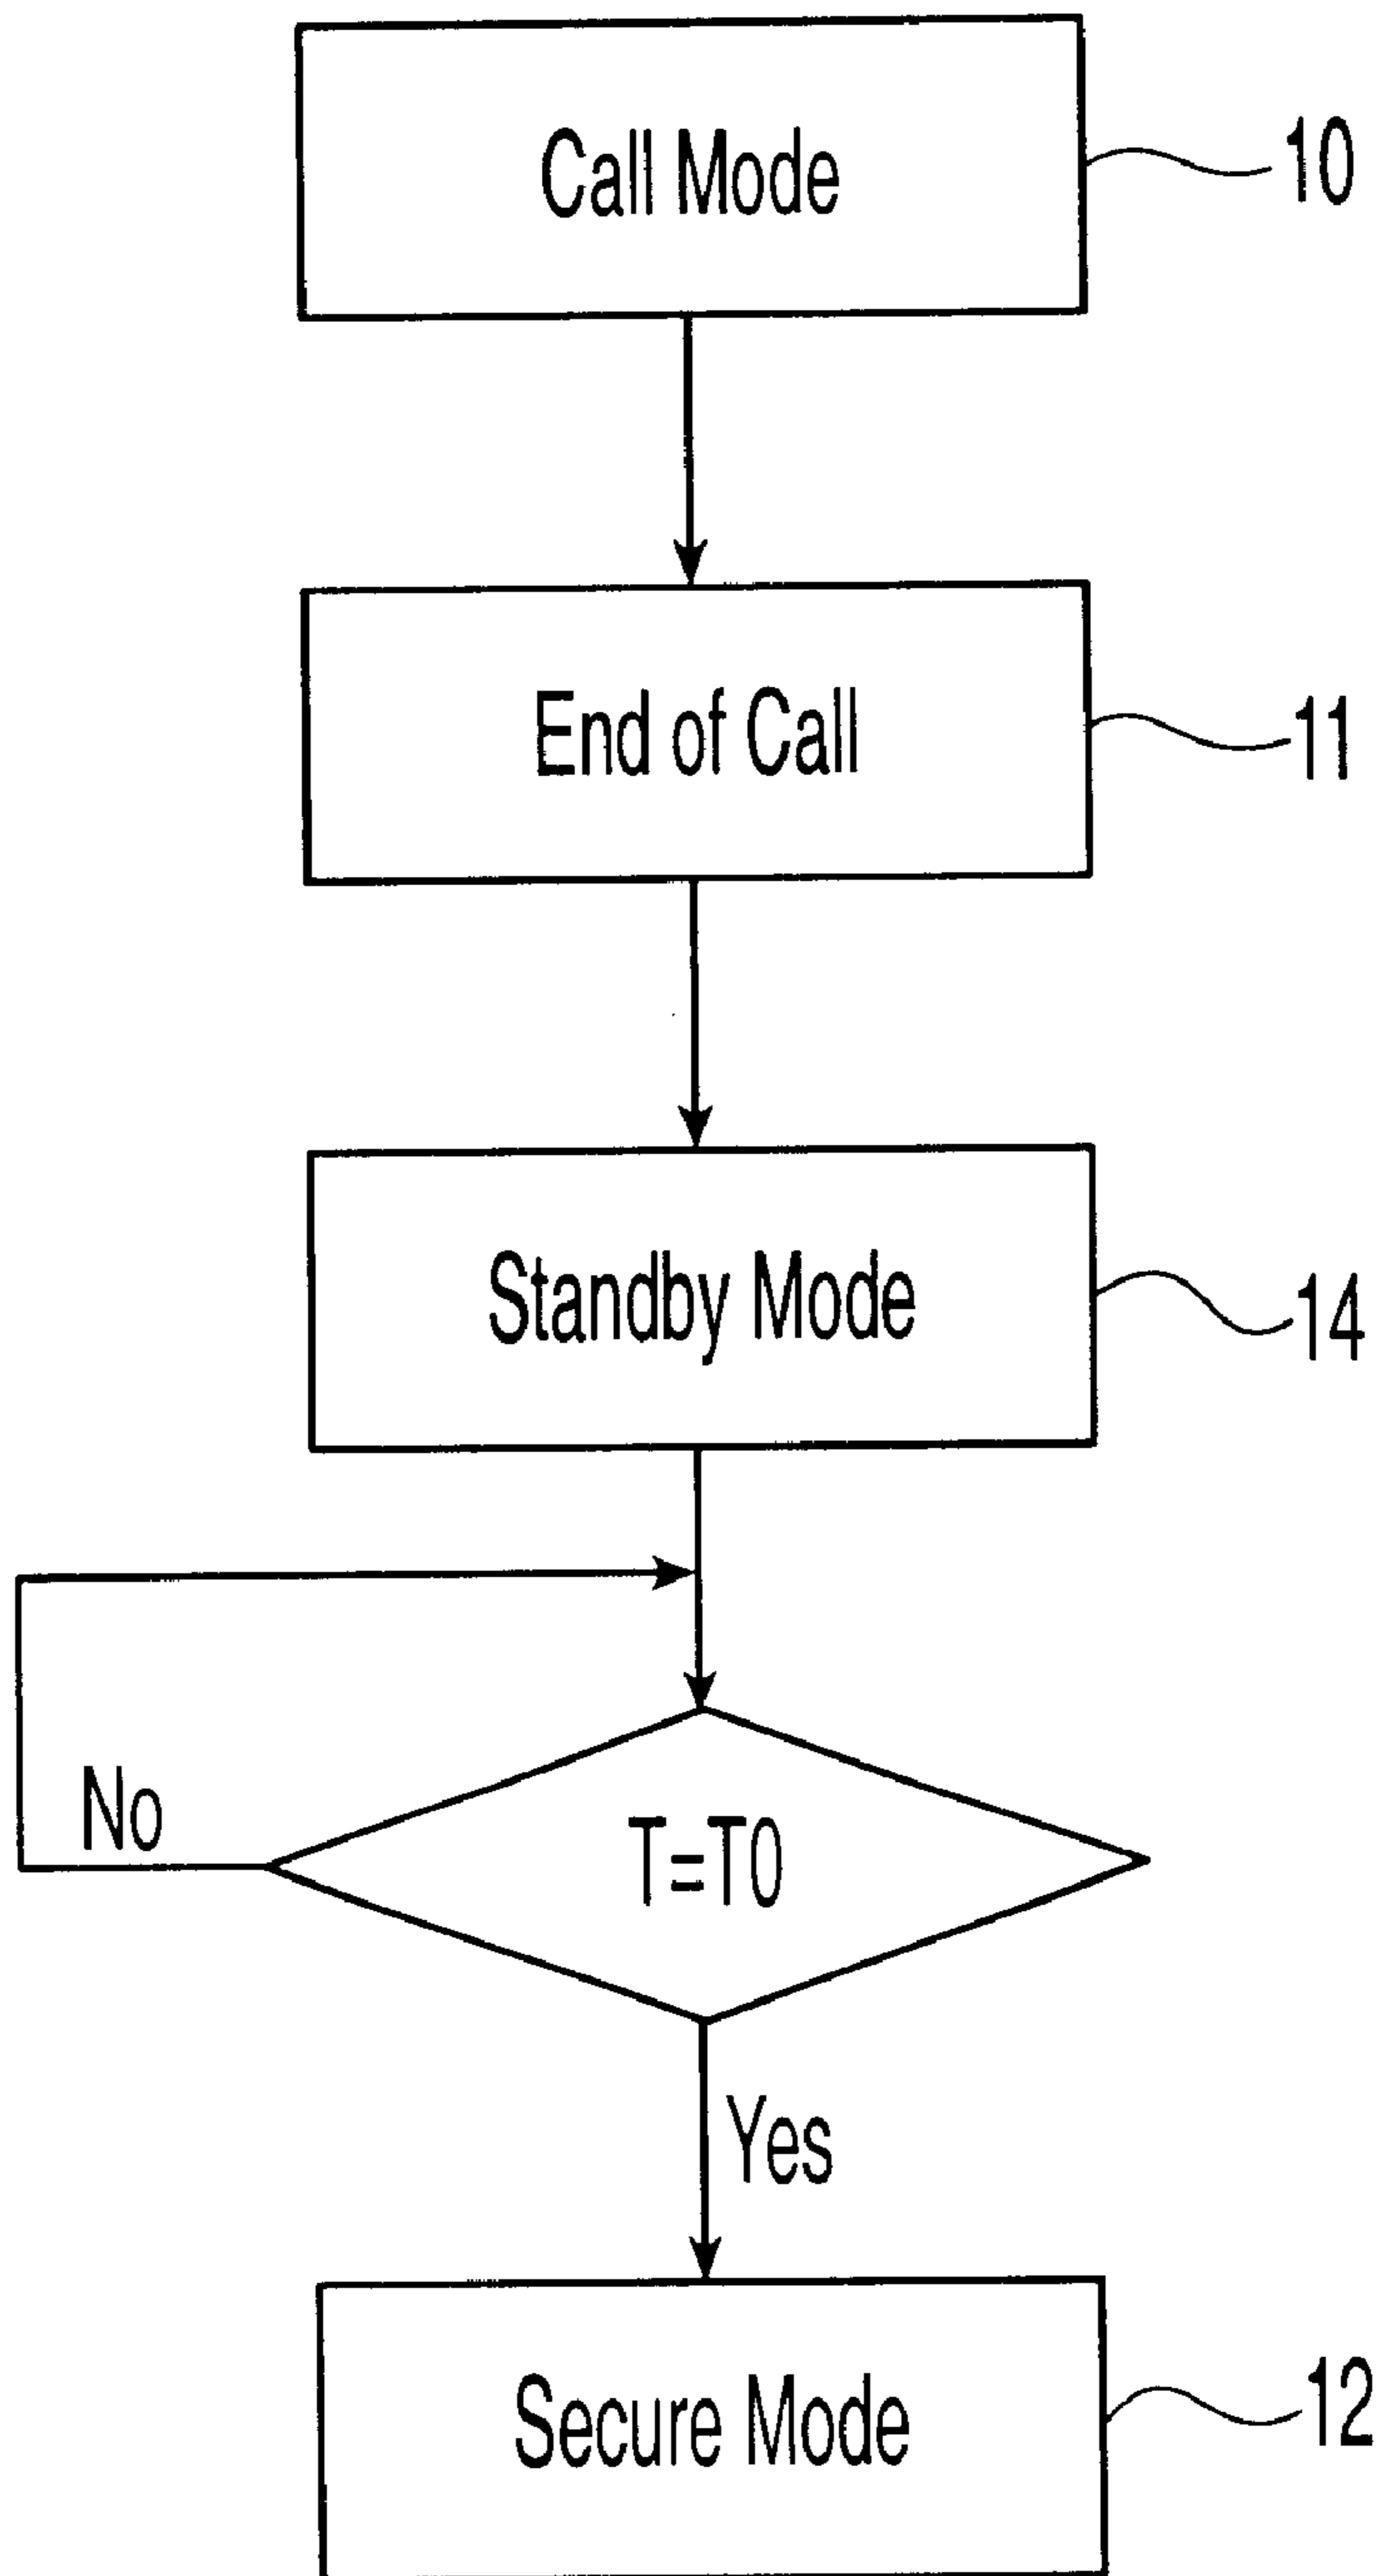 Call Mode
10
End of Call
11
Standby Mode
14
No
T=T0
Yes
Secure Mode
12